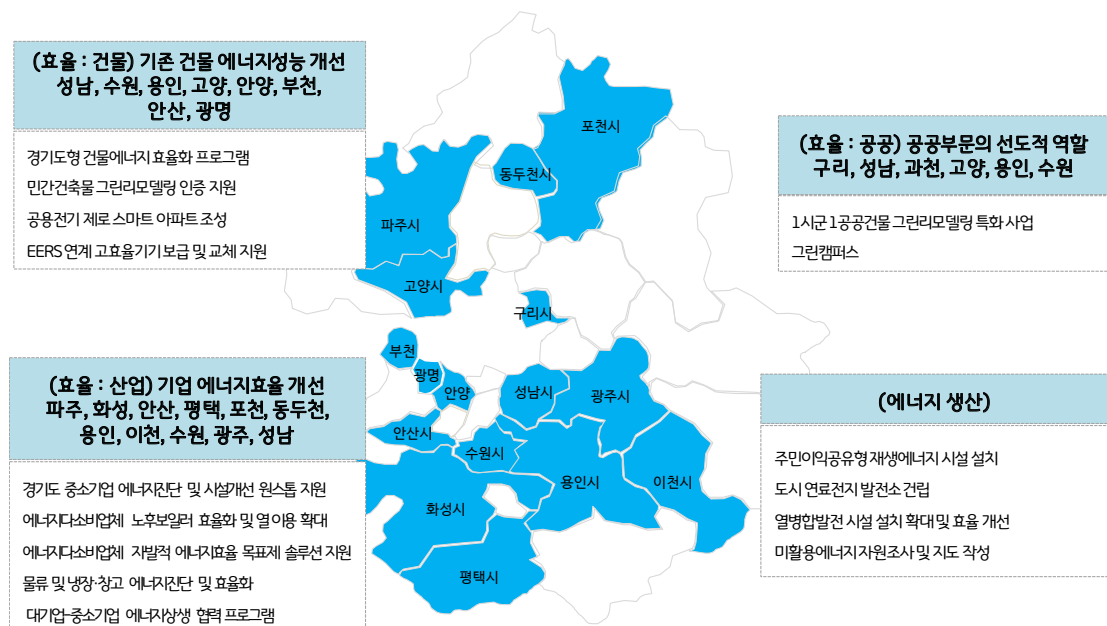 (효율 : 건물) 기존 건물 에너지성능 개선
성남, 수원, 용인, 고양, 안양, 부천,
안산, 광명
경기도형 건물에너지 효율화 프로그램
민간건축물 그린리모델링 인증 지원
공용전기 제로 스마트 아파트 조성
EERS 연계 고효율기기 보급 및 교체 지원
(효율 : 공공) 공공부문의 선도적 역할
구리, 성남, 과천, 고양, 용인, 수원
1시군 1공공건물 그린리모델링 특화 사업
그린캠퍼스
포천시
동두천시
파주시
고양시
구리시
부천
광명
안양
성남시
광주시
안산시
수원시
용인시
이천시
화성시
평택시
(효율 : 산업) 기업 에너지효율 개선
파주, 화성, 안산, 평택, 포천, 동두천,
용인, 이천, 수원, 광주, 성남
경기도 중소기업 에너지진단 및 시설개선 원스톱 지원
에너지다소비업체 노후보일러 효율화 및 열 이용 확대
에너지다소비업체 자발적 에너지효율 목표제 솔루션 지원
물류 및 냉장·창고 에너지진단 및 효율화
대기업-중소기업 에너지상생 협력 프로그램
(에너지 생산)
주민이익공유형 재생에너지 시설 설치
도시 연료전지 발전소 건립
열병합발전 시설 설치 확대 및 효율 개선
미활용에너지 자원조사 및 지도 작성